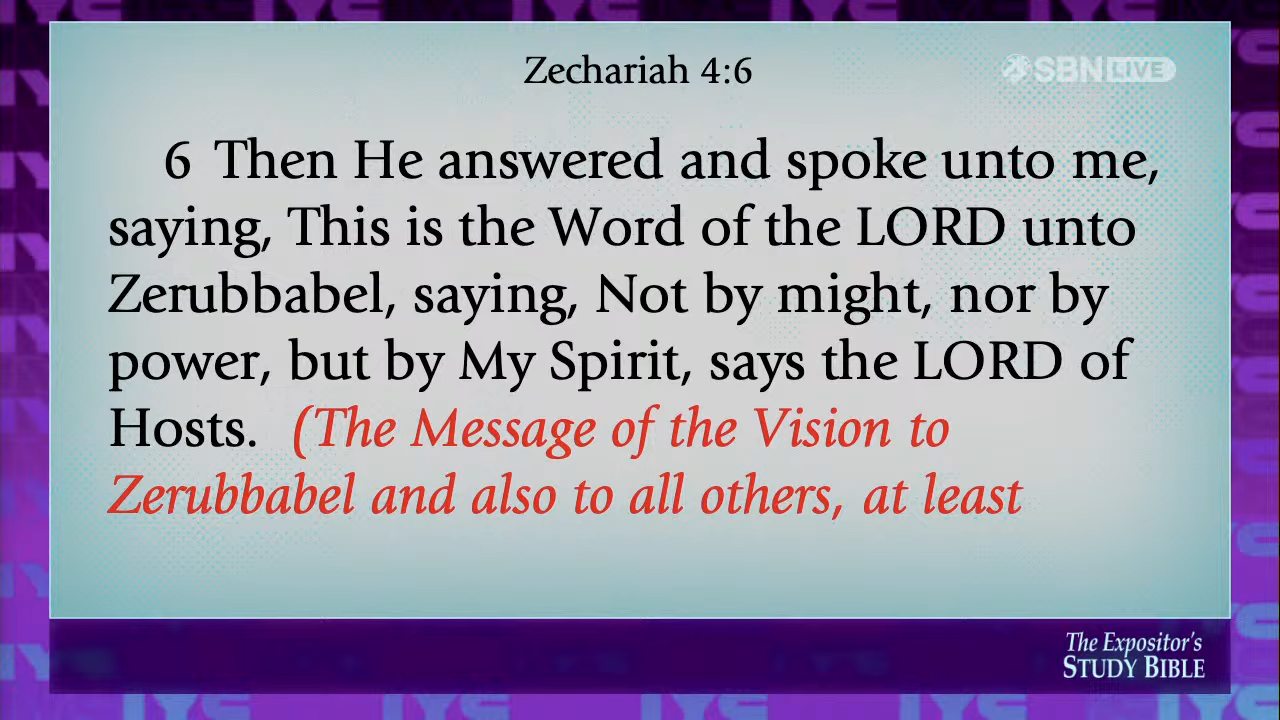 Zechariah 4:6
SBN LIVE
6 Then He answered and spoke unto me,
saying, This is the Word of the LORD unto
Zerubbabel, saying, Not by might, nor by
power, but by My Spirit, says the LORD of
Hosts. (The Message of the Vision to
Zerubbabel and also to all others, at least
The Expositor's
STUDY BIBLE